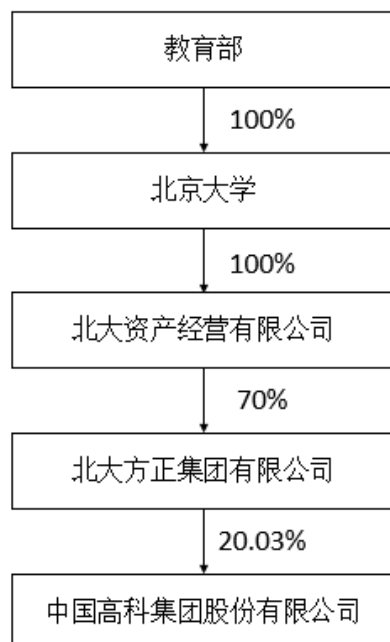 教育部
100%
北京大学
100%
北大资产经营有限公司
70%
北大方正集团有限公司
20.03%
中国高科集团股份有限公司